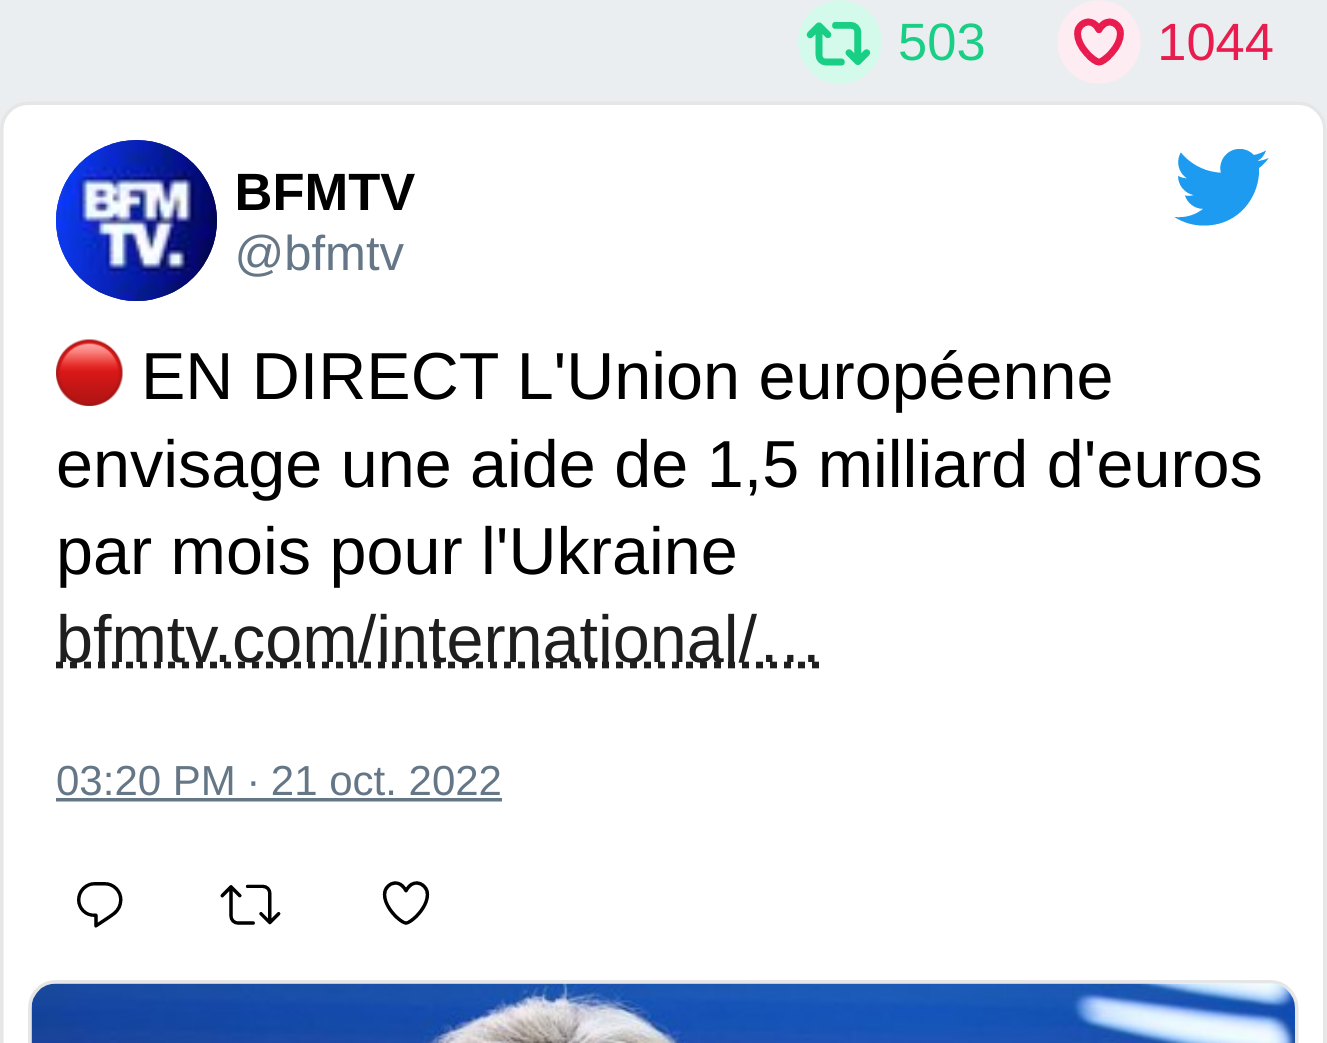 503 1044
BFM
TV.
BFMTV
@bfmtv
🔴 EN DIRECT L'Union européenne
envisage une aide de 1,5 milliard d'euros
par mois pour l'Ukraine
bfmtv.com/international/…
03:20 PM · 21 oct. 2022